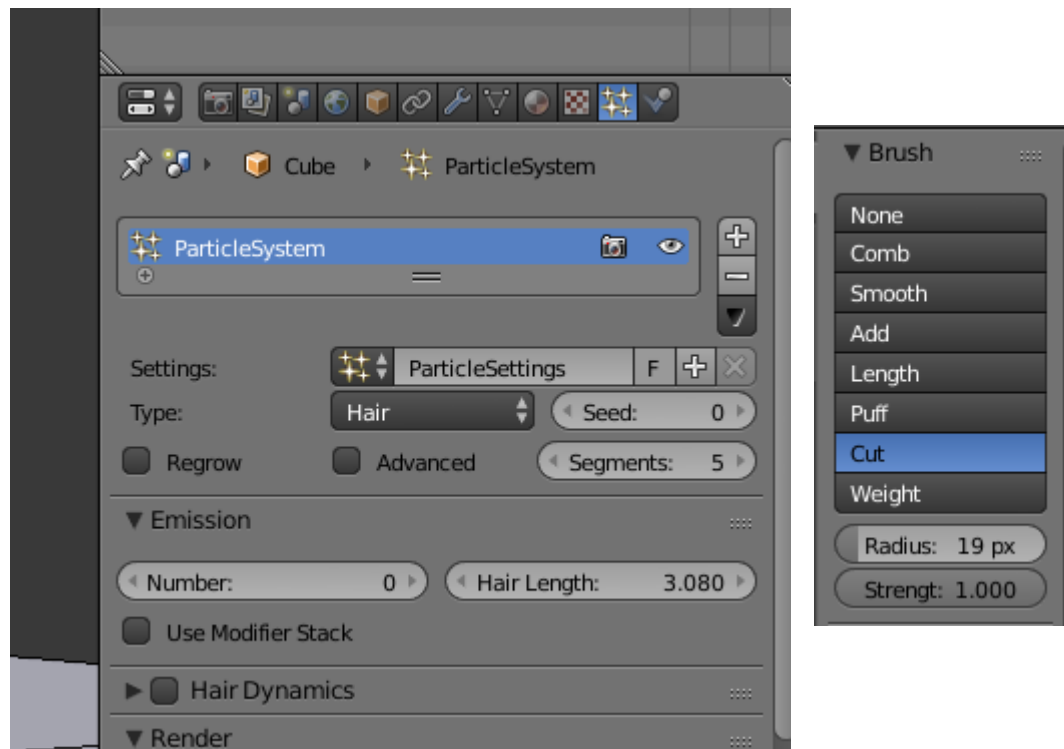 Cube ParticleSystem
ParticleSystem
Settings: ParticleSettings F
Type: Hair Seed: 0
Regrow Advanced Segments: 5
Emission
Number: 0 Hair Length: 3.080
Use Modifier Stack
Hair Dynamics
Render
Brush
None
Comb
Smooth
Add
Length
Puff
Cut
Weight
Radius: 19 px
Strengt: 1.000